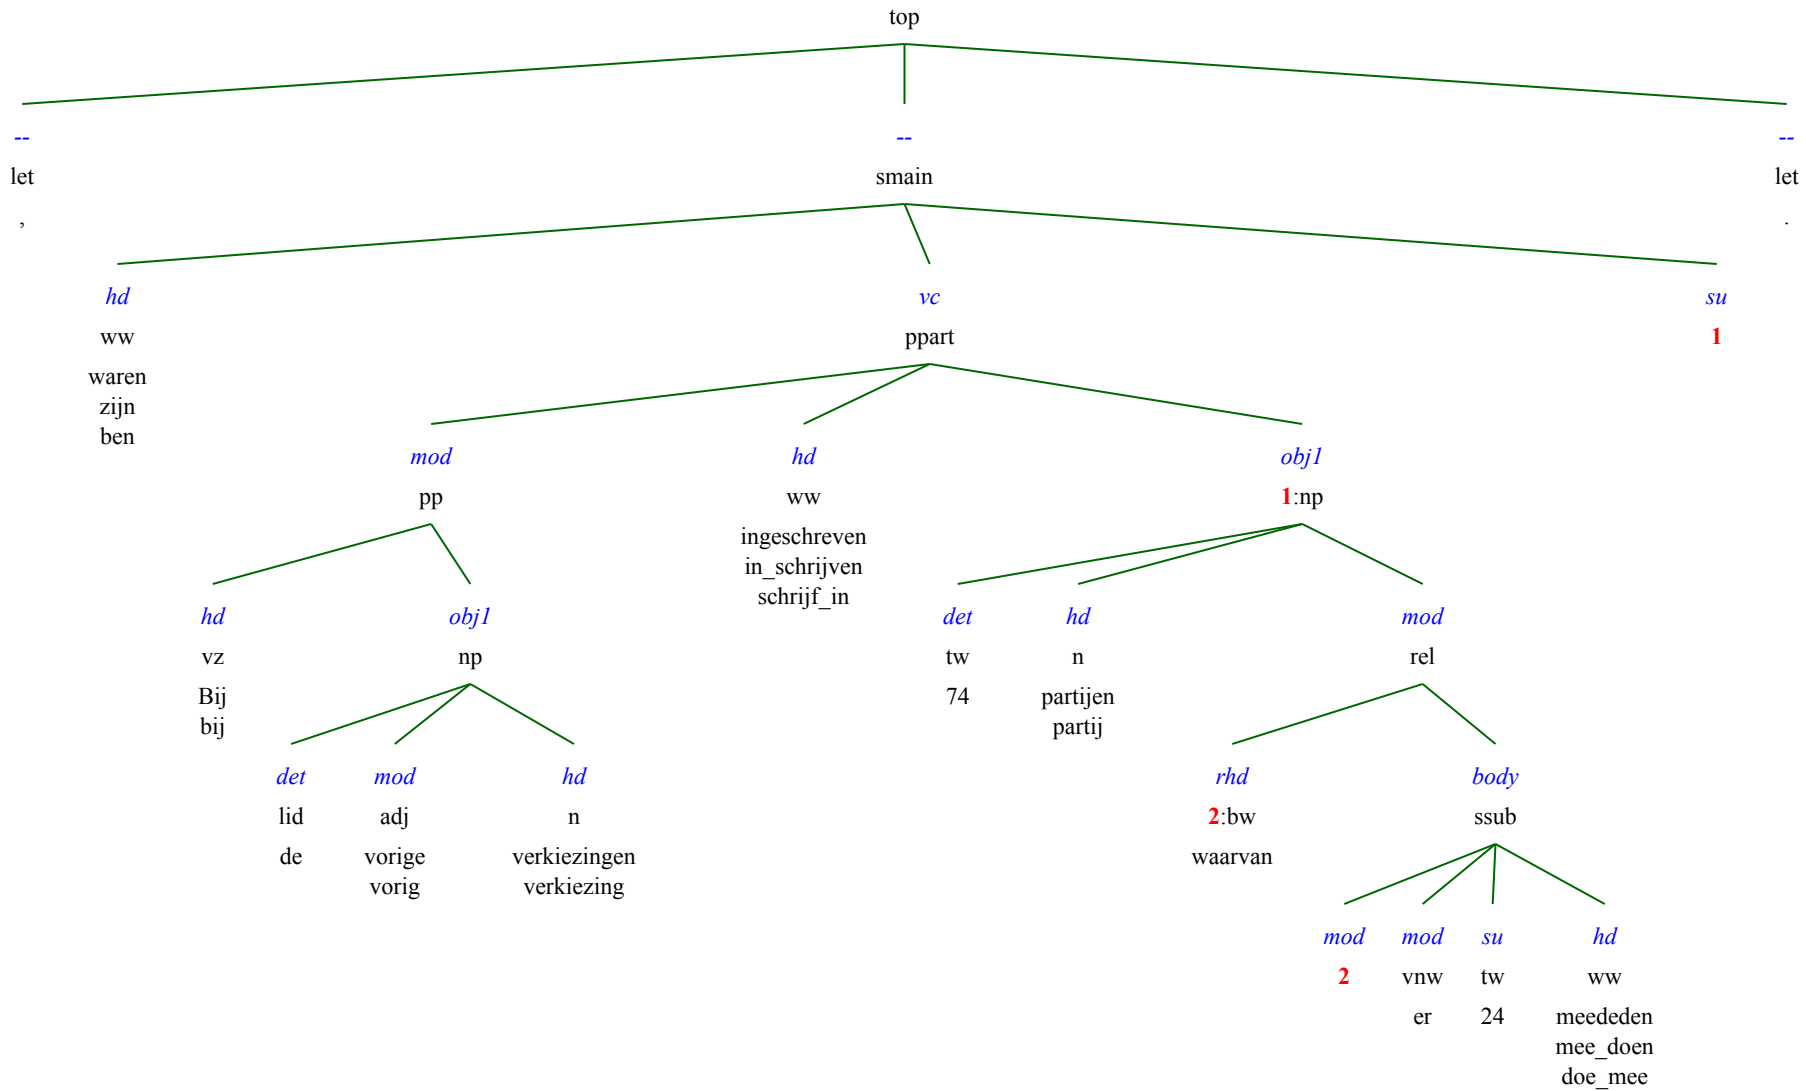 top
-- -- --
let smain let
, .
hd vc su
ww ppart 1
waren
zijn
ben
mod hd obj1
pp ww 1:np
ingeschreven
in_schrijven
schrijf_in
hd obj1 det hd mod
vz np tw n rel
Bij 74 partijen
bij partij
det mod hd rhd body
lid adj n 2:bw ssub
de vorige verkiezingen waarvan
vorig verkiezing
mod mod su hd
2 vnw tw ww
er 24 meededen
mee_doen
doe_mee